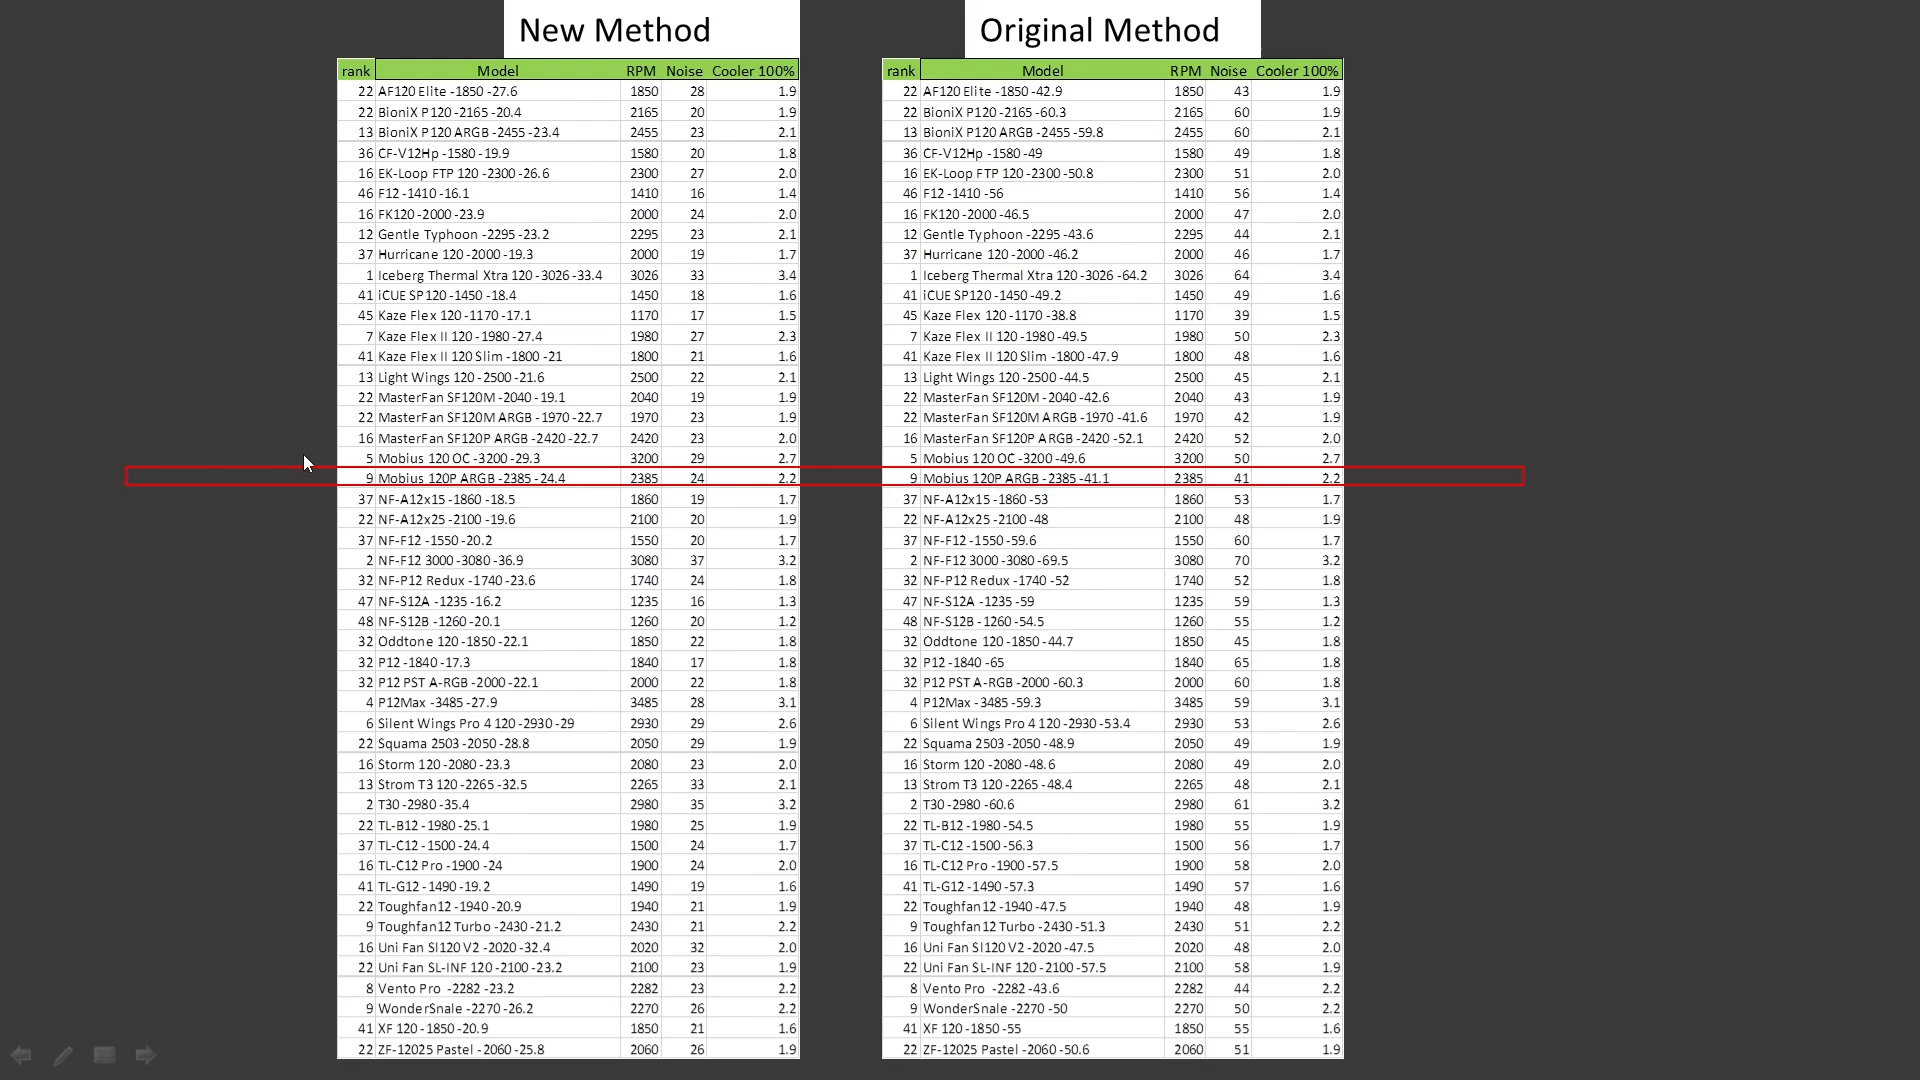 New Method
Original Method
rank Model RPM Noise Cooler 100%
22 AF120 Elite -1850 -27.6 1850 28 1.9
22 BioniX P120 -2165 -20.4 2165 20 1.9
13 BioniX P120 ARGB -2455 -23.4 2455 23 2.1
36 CF-V12Hp -1580 -19.9 1580 20 1.8
16 EK-Loop FTP 120 -2300 -26.6 2300 27 2.0
46 F12 -1410 -16.1 1410 16 1.4
16 FK120 -2000 -23.9 2000 24 2.0
12 Gentle Typhoon -2295 -23.2 2295 23 2.1
37 Hurricane 120 -2000 -19.3 2000 19 1.7
1 Iceberg Thermal Xtra 120 -3026 -33.4 3026 33 3.4
41 iCUE SP120 -1450 -18.4 1450 18 1.6
45 Kaze Flex 120 -1170 -17.1 1170 17 1.5
7 Kaze Flex II 120 -1980 -27.4 1980 27 2.3
41 Kaze Flex II 120 Slim -1800 -21 1800 21 1.6
13 Light Wings 120 -2500 -21.6 2500 22 2.1
22 MasterFan SF120M -2040 -19.1 2040 19 1.9
22 MasterFan SF120M ARGB -1970 -22.7 1970 23 1.9
16 MasterFan SF120P ARGB -2420 -22.7 2420 23 2.0
5 Mobius 120 OC -3200 -29.3 3200 29 2.7
9 Mobius 120P ARGB -2385 -24.4 2385 24 2.2
37 NF-A12x15 -1860 -18.5 1860 19 1.7
22 NF-A12x25 -2100 -19.6 2100 20 1.9
37 NF-F12 -1550 -20.2 1550 20 1.7
2 NF-F12 3000 -3080 -36.9 3080 37 3.2
32 NF-P12 Redux -1740 -23.6 1740 24 1.8
47 NF-S12A -1235 -16.2 1235 16 1.3
48 NF-S12B -1260 -20.1 1260 20 1.2
32 Oddtone 120 -1850 -22.1 1850 22 1.8
32 P12 -1840 -17.3 1840 17 1.8
32 P12 PST A-RGB -2000 -22.1 2000 22 1.8
4 P12Max -3485 -27.9 3485 28 3.1
6 Silent Wings Pro 4 120 -2930 -29 2930 29 2.6
22 Squama 2503 -2050 -28.8 2050 29 1.9
16 Storm 120 -2080 -23.3 2080 23 2.0
13 Strom T3 120 -2265 -32.5 2265 33 2.1
2 T30 -2980 -35.4 2980 35 3.2
22 TL-B12 -1980 -25.1 1980 25 1.9
37 TL-C12 -1500 -24.4 1500 24 1.7
16 TL-C12 Pro -1900 -24 1900 24 2.0
41 TL-G12 -1490 -19.2 1490 19 1.6
22 Toughfan12 -1940 -20.9 1940 21 1.9
9 Toughfan12 Turbo -2430 -21.2 2430 21 2.2
16 Uni Fan Sl120 V2 -2020 -32.4 2020 32 2.0
22 Uni Fan SL-INF 120 -2100 -23.2 2100 23 1.9
8 Vento Pro -2282 -23.2 2282 23 2.2
9 WonderSnale -2270 -26.2 2270 26 2.2
41 XF 120 -1850 -20.9 1850 21 1.6
22 ZF-12025 Pastel -2060 -25.8 2060 26 1.9
rank Model RPM Noise Cooler 100%
22 AF120 Elite -1850 -42.9 1850 43 1.9
22 BioniX P120 -2165 -60.3 2165 60 1.9
13 BioniX P120 ARGB -2455 -59.8 2455 60 2.1
36 CF-V12Hp -1580 -49 1580 49 1.8
16 EK-Loop FTP 120 -2300 -50.8 2300 51 2.0
46 F12 -1410 -56 1410 56 1.4
16 FK120 -2000 -46.5 2000 47 2.0
12 Gentle Typhoon -2295 -43.6 2295 44 2.1
37 Hurricane 120 -2000 -46.2 2000 46 1.7
1 Iceberg Thermal Xtra 120 -3026 -64.2 3026 64 3.4
41 iCUE SP120 -1450 -49.2 1450 49 1.6
45 Kaze Flex 120 -1170 -38.8 1170 39 1.5
7 Kaze Flex II 120 -1980 -49.5 1980 50 2.3
41 Kaze Flex II 120 Slim -1800 -47.9 1800 48 1.6
13 Light Wings 120 -2500 -44.5 2500 45 2.1
22 MasterFan SF120M -2040 -42.6 2040 43 1.9
22 MasterFan SF120M ARGB -1970 -41.6 1970 42 1.9
16 MasterFan SF120P ARGB -2420 -52.1 2420 52 2.0
5 Mobius 120 OC -3200 -49.6 3200 50 2.7
9 Mobius 120P ARGB -2385 -41.1 2385 41 2.2
37 NF-A12x15 -1860 -53 1860 53 1.7
22 NF-A12x25 -2100 -48 2100 48 1.9
37 NF-F12 -1550 -59.6 1550 60 1.7
2 NF-F12 3000 -3080 -69.5 3080 70 3.2
32 NF-P12 Redux -1740 -52 1740 52 1.8
47 NF-S12A -1235 -59 1235 59 1.3
48 NF-S12B -1260 -54.5 1260 55 1.2
32 Oddtone 120 -1850 -44.7 1850 45 1.8
32 P12 -1840 -65 1840 65 1.8
32 P12 PST A-RGB -2000 -60.3 2000 60 1.8
4 P12Max -3485 -59.3 3485 59 3.1
6 Silent Wings Pro 4 120 -2930 -53.4 2930 53 2.6
22 Squama 2503 -2050 -48.9 2050 49 1.9
16 Storm 120 -2080 -48.6 2080 49 2.0
13 Strom T3 120 -2265 -48.4 2265 48 2.1
2 T30 -2980 -60.6 2980 61 3.2
22 TL-B12 -1980 -54.5 1980 55 1.9
37 TL-C12 -1500 -56.3 1500 56 1.7
16 TL-C12 Pro -1900 -57.5 1900 58 2.0
41 TL-G12 -1490 -57.3 1490 57 1.6
22 Toughfan12 -1940 -47.5 1940 48 1.9
9 Toughfan12 Turbo -2430 -51.3 2430 51 2.2
16 Uni Fan Sl120 V2 -2020 -47.5 2020 48 2.0
22 Uni Fan SL-INF 120 -2100 -57.5 2100 58 1.9
8 Vento Pro -2282 -43.6 2282 44 2.2
9 WonderSnale -2270 -50 2270 50 2.2
41 XF 120 -1850 -55 1850 55 1.6
22 ZF-12025 Pastel -2060 -50.6 2060 51 1.9